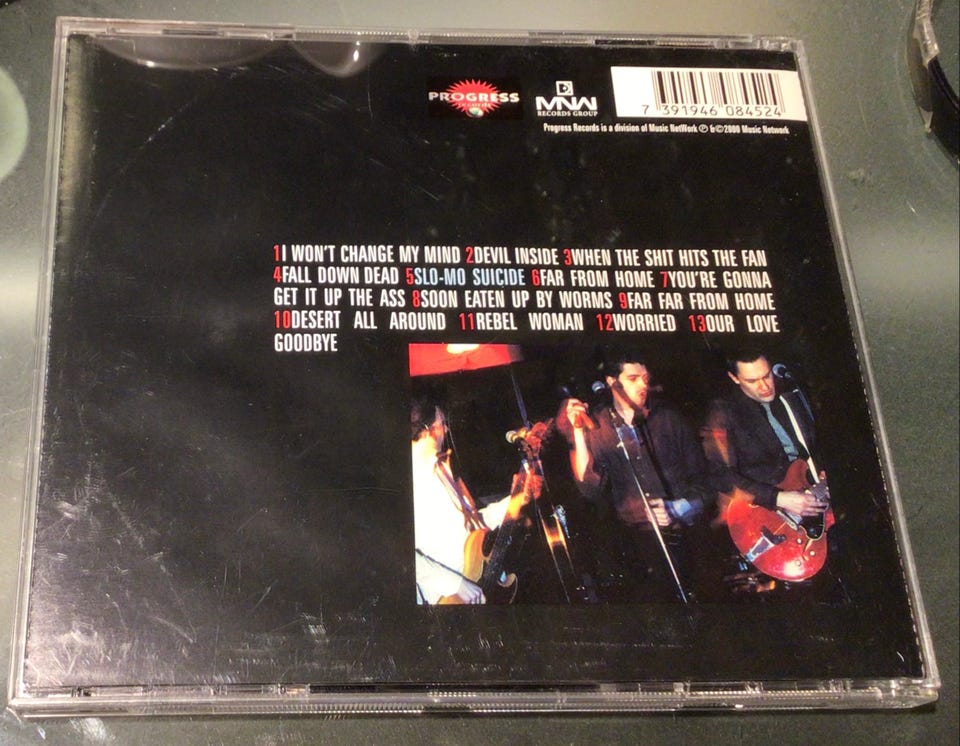 PROGRESS
MNW
RECORDS GROUP
7 391946 084524
Progress Records is a division of Music NetWork ℗ &©2000 Music Network
1I WON'T CHANGE MY MIND 2DEVIL INSIDE 3WHEN THE SHIT HITS THE FAN
4FALL DOWN DEAD 5SLO-MO SUICIDE 6FAR FROM HOME 7YOU'RE GONNA
GET IT UP THE ASS 8SOON EATEN UP BY WORMS 9FAR FAR FROM HOME
10DESERT ALL AROUND 11REBEL WOMAN 12WORRIED 13OUR LOVE
GOODBYE